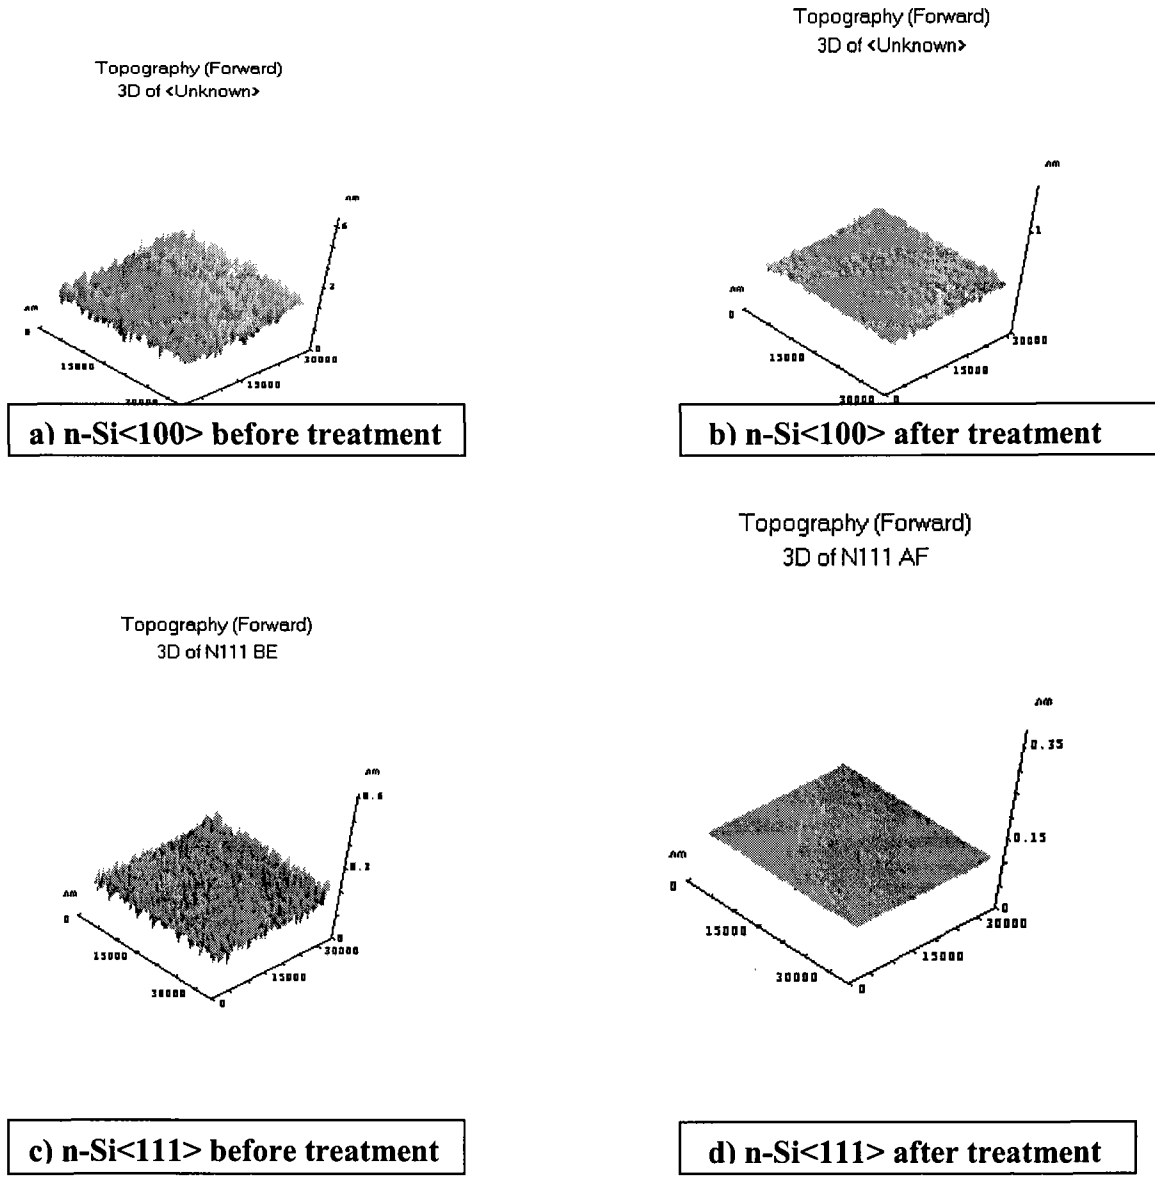 Topography (Forward)
3D of <Unknown>
nm
6
2
0
nm
0
15000
30000
15000
30000
a) n-Si<100> before treatment
Topography (Forward)
3D of <Unknown>
nm
1
0
nm
0
15000
30000
0
15000
30000
b) n-Si<100> after treatment
Topography (Forward)
3D of N111 BE
nm
0.6
0
nm
0
15000
30000
0
15000
30000
c) n-Si<111> before treatment
Topography (Forward)
3D of N111 AF
nm
0.35
0.15
0
nm
0
15000
30000
0
15000
30000
d) n-Si<111> after treatment